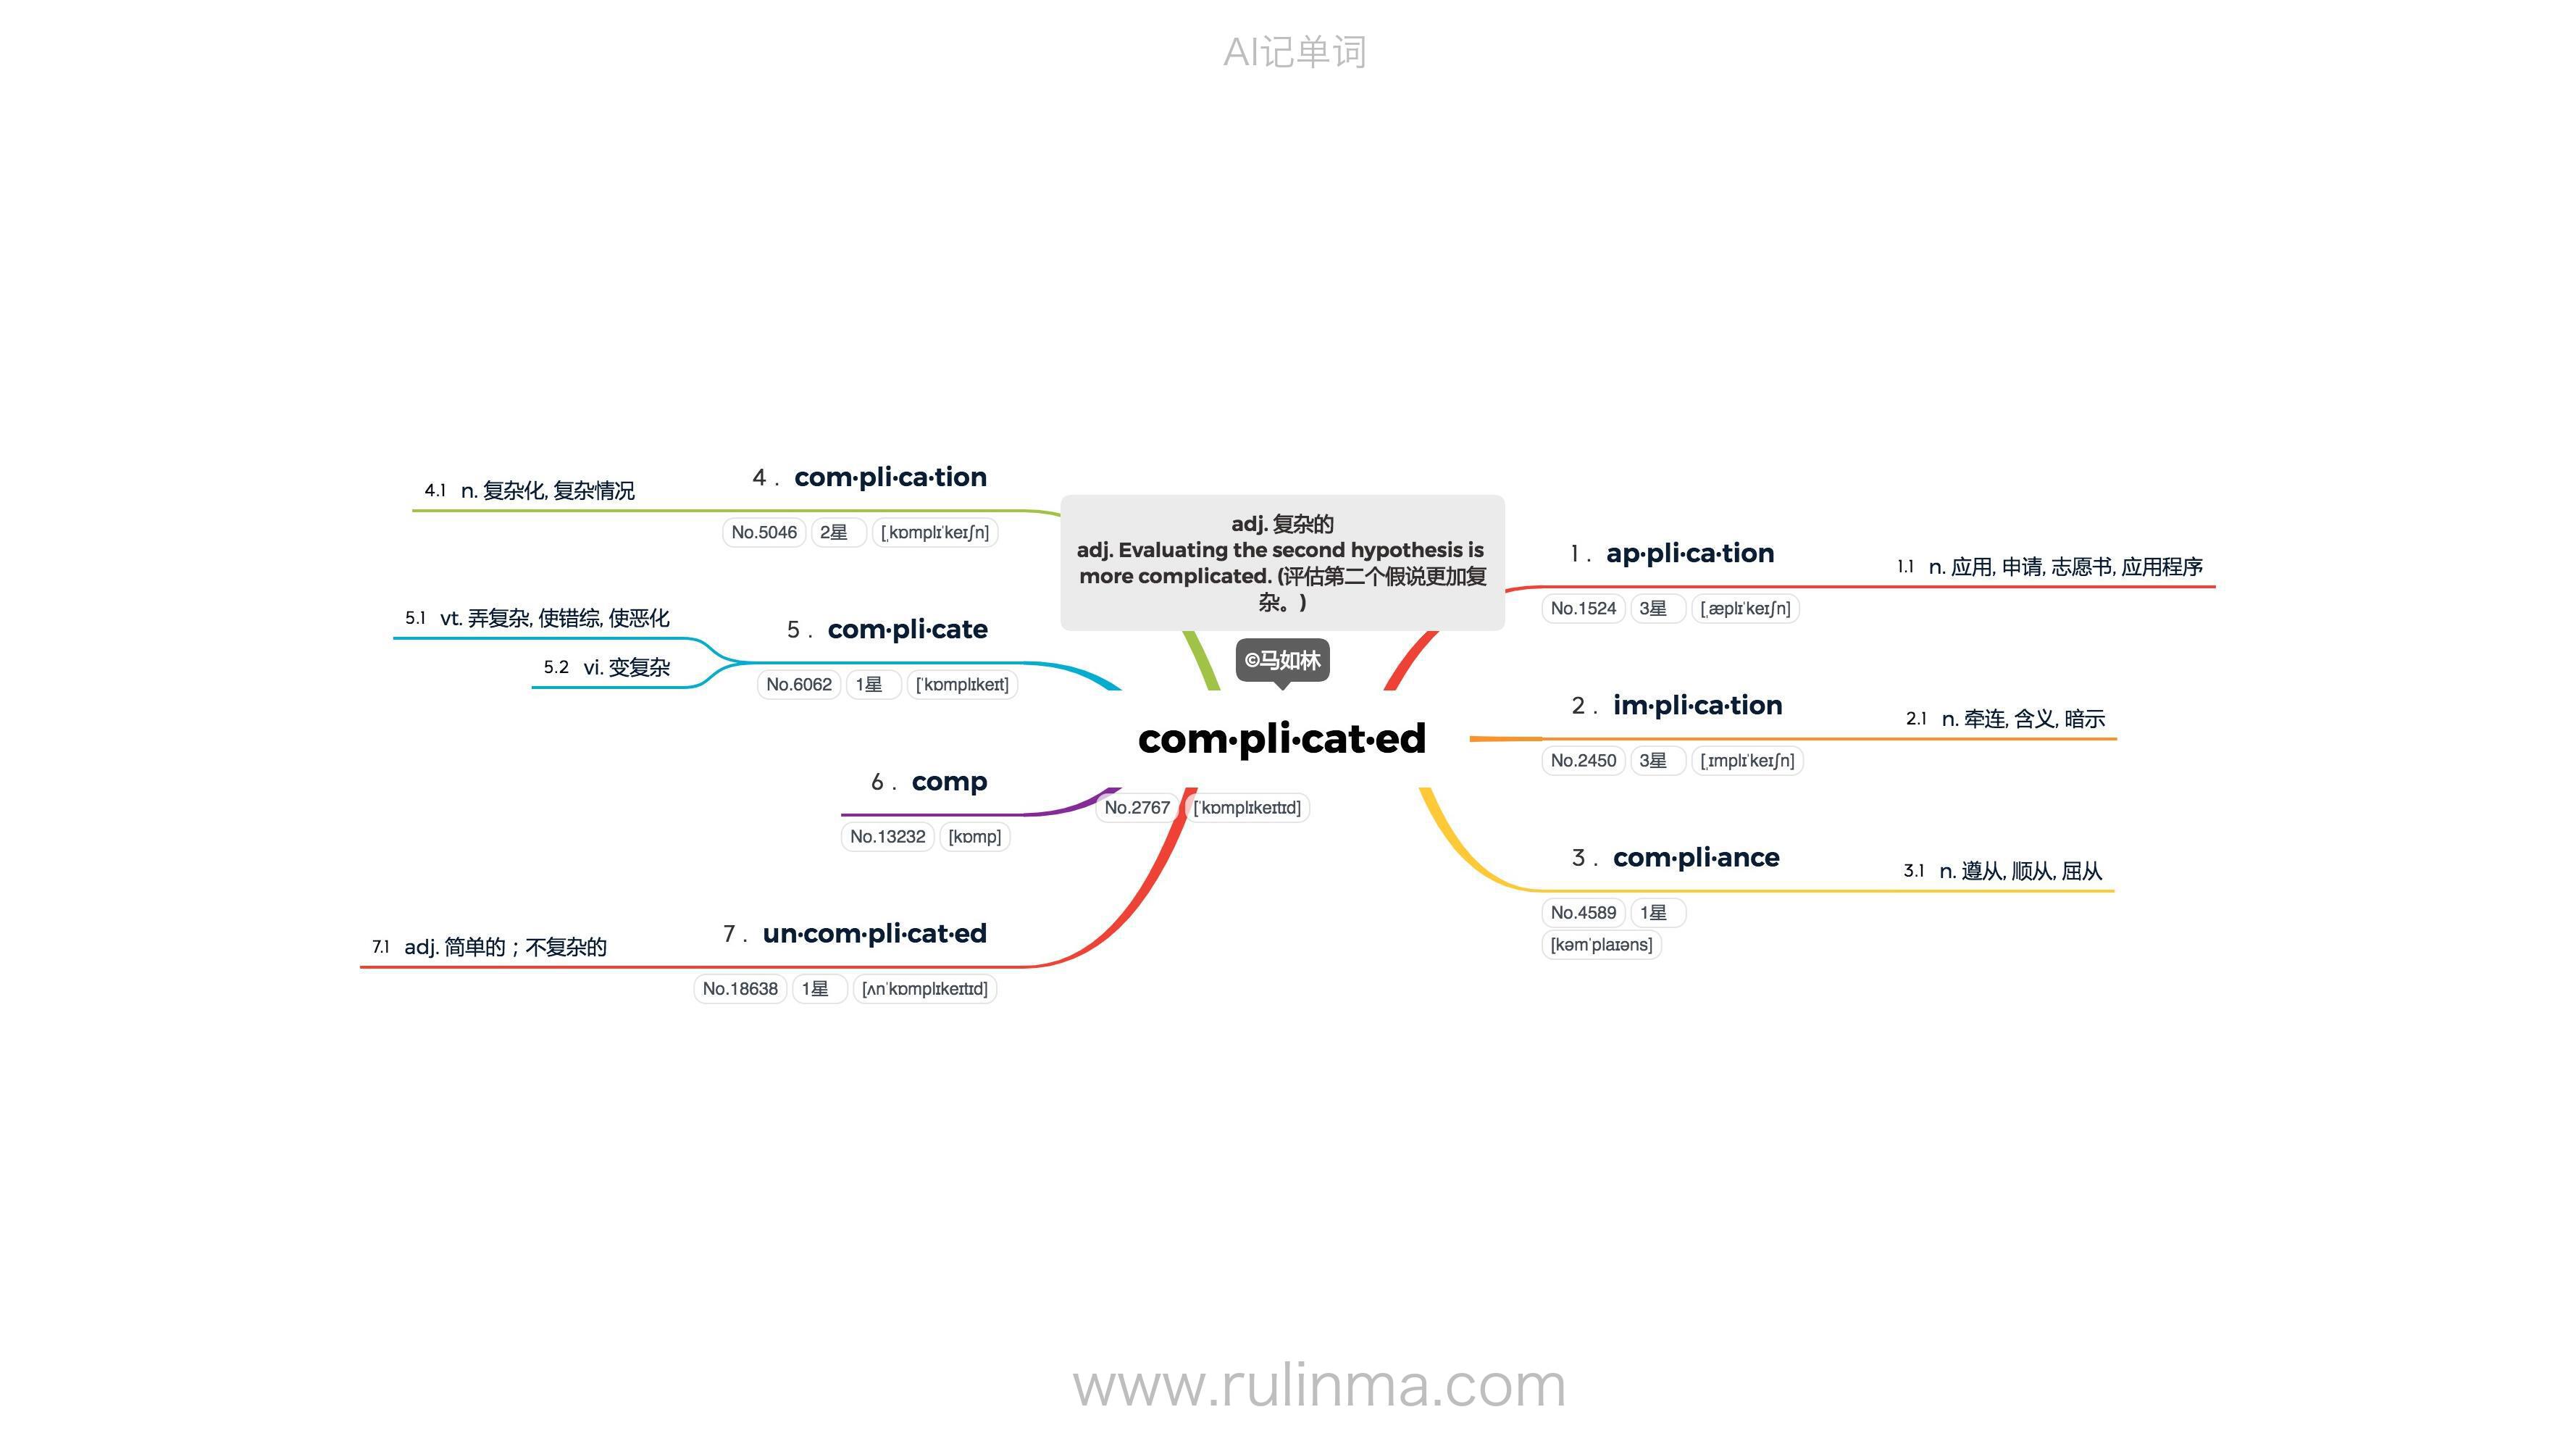 AI记单词
adj. 复杂的
adj. Evaluating the second hypothesis is
more complicated. (评估第二个假说更加复
杂。)
©马如林
com·pli·cat·ed
No.2767 [ˈkɒmplɪkeɪtɪd]
1 . ap·pli·ca·tion
No.1524 3星 [ˌæplɪˈkeɪʃn]
1.1 n. 应用, 申请, 志愿书, 应用程序
2 . im·pli·ca·tion
No.2450 3星 [ˌɪmplɪˈkeɪʃn]
2.1 n. 牵连, 含义, 暗示
3 . com·pli·ance
No.4589 1星
[kəmˈplaɪəns]
3.1 n. 遵从, 顺从, 屈从
4 . com·pli·ca·tion
No.5046 2星 [ˌkɒmplɪˈkeɪʃn]
4.1 n. 复杂化, 复杂情况
5 . com·pli·cate
No.6062 1星 [ˈkɒmplɪkeɪt]
5.1 vt. 弄复杂, 使错综, 使恶化
5.2 vi. 变复杂
6 . comp
No.13232 [kɒmp]
7 . un·com·pli·cat·ed
No.18638 1星 [ʌnˈkɒmplɪkeɪtɪd]
7.1 adj. 简单的；不复杂的
www.rulinma.com